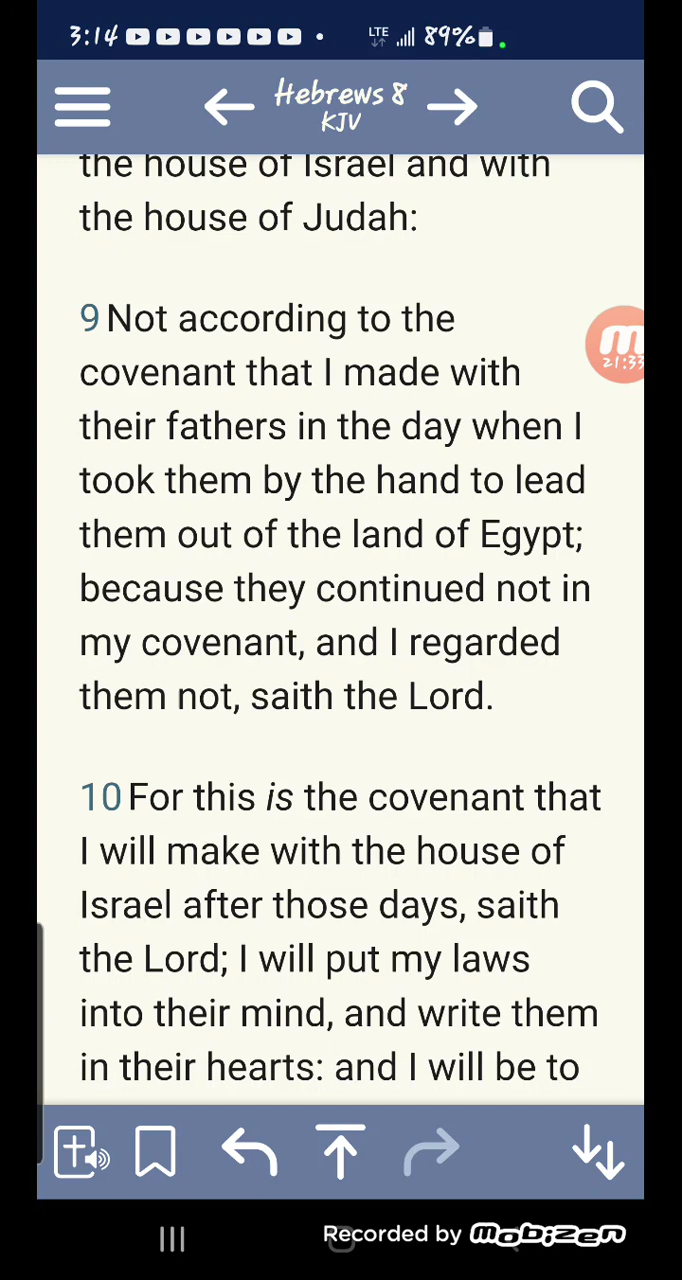 3:14 LTE 89%
Hebrews 8
KJV
the house of Israel and with
the house of Judah:
9 Not according to the
covenant that I made with
their fathers in the day when I
took them by the hand to lead
them out of the land of Egypt;
because they continued not in
my covenant, and I regarded
them not, saith the Lord.
m
21:33
10 For this is the covenant that
I will make with the house of
Israel after those days, saith
the Lord; I will put my laws
into their mind, and write them
in their hearts: and I will be to
Recorded by mobizen